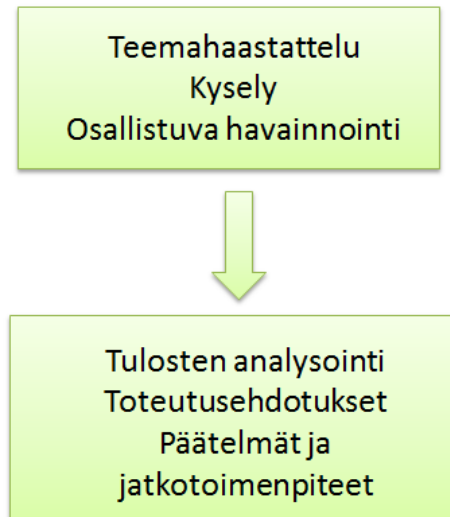 Teemahaastattelu
Kysely
Osallistuva havainnointi
Tulosten analysointi
Toteutusehdotukset
Päätelmät ja
jatkotoimenpiteet